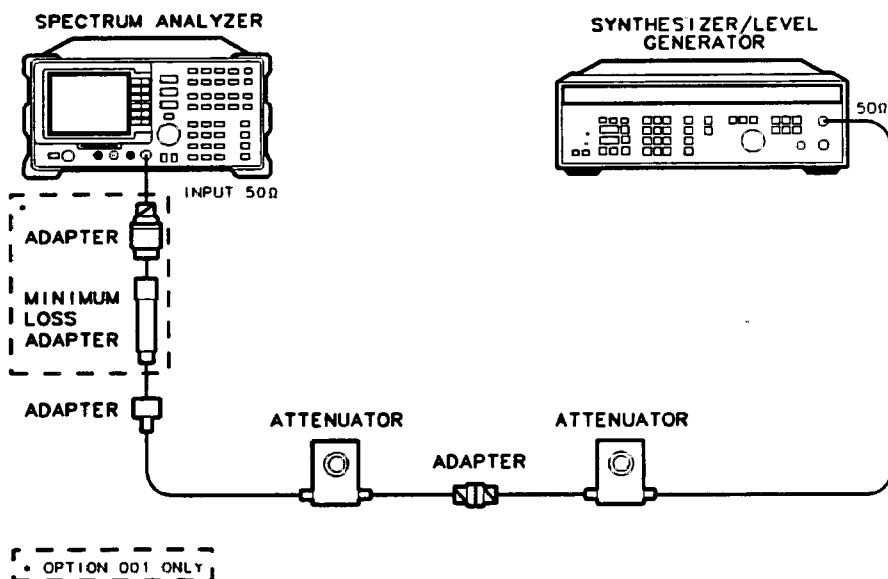 SPECTRUM ANALYZER
SYNTHESIZER/LEVEL
GENERATOR
50Ω
INPUT 50Ω
*
ADAPTER
MINIMUM
LOSS
ADAPTER
ADAPTER
ATTENUATOR
ADAPTER
ATTENUATOR
* OPTION 001 ONLY